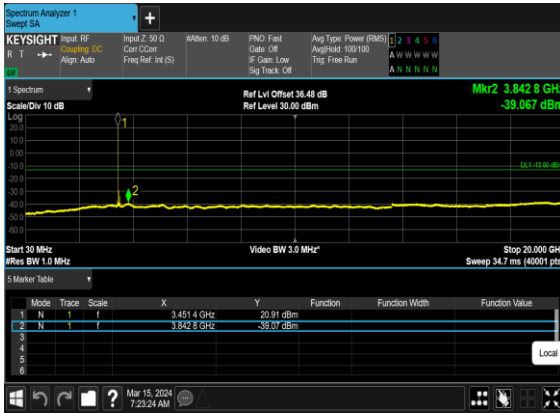 Spectrum Analyzer 1
Swept SA
+
KEYSIGHT
R T
LXI
Input: RF
Coupling: DC
Align: Auto
Input Z: 50 Ω
Corr CCorr
Freq Ref: Int (S)
#Atten: 10 dB
PNO: Fast
Gate: Off
IF Gain: Low
Sig Track: Off
Avg Type: Power (RMS)
Avg|Hold: 100/100
Trig: Free Run
1 2 3 4 5 6
A W W W W W
A N N N N N
1 Spectrum
Scale/Div 10 dB
Ref Lvl Offset 36.48 dB
Ref Level 30.00 dBm
Mkr2 3.842 8 GHz
-39.067 dBm
Log
20.0
10.0
0.00
-10.0
-20.0
-30.0
-40.0
-50.0
-60.0
1
2
DL1 -13.00 dBm
Start 30 MHz
#Res BW 1.0 MHz
Video BW 3.0 MHz*
Stop 20.000 GHz
Sweep 34.7 ms (40001 pts)
5 Marker Table
Mode Trace Scale X Y Function Function Width Function Value
1 N 1 f 3.451 4 GHz 20.91 dBm
2 N 1 f 3.842 8 GHz -39.07 dBm
3
4
5
6
Local
?
Mar 15, 2024
7:23:24 AM